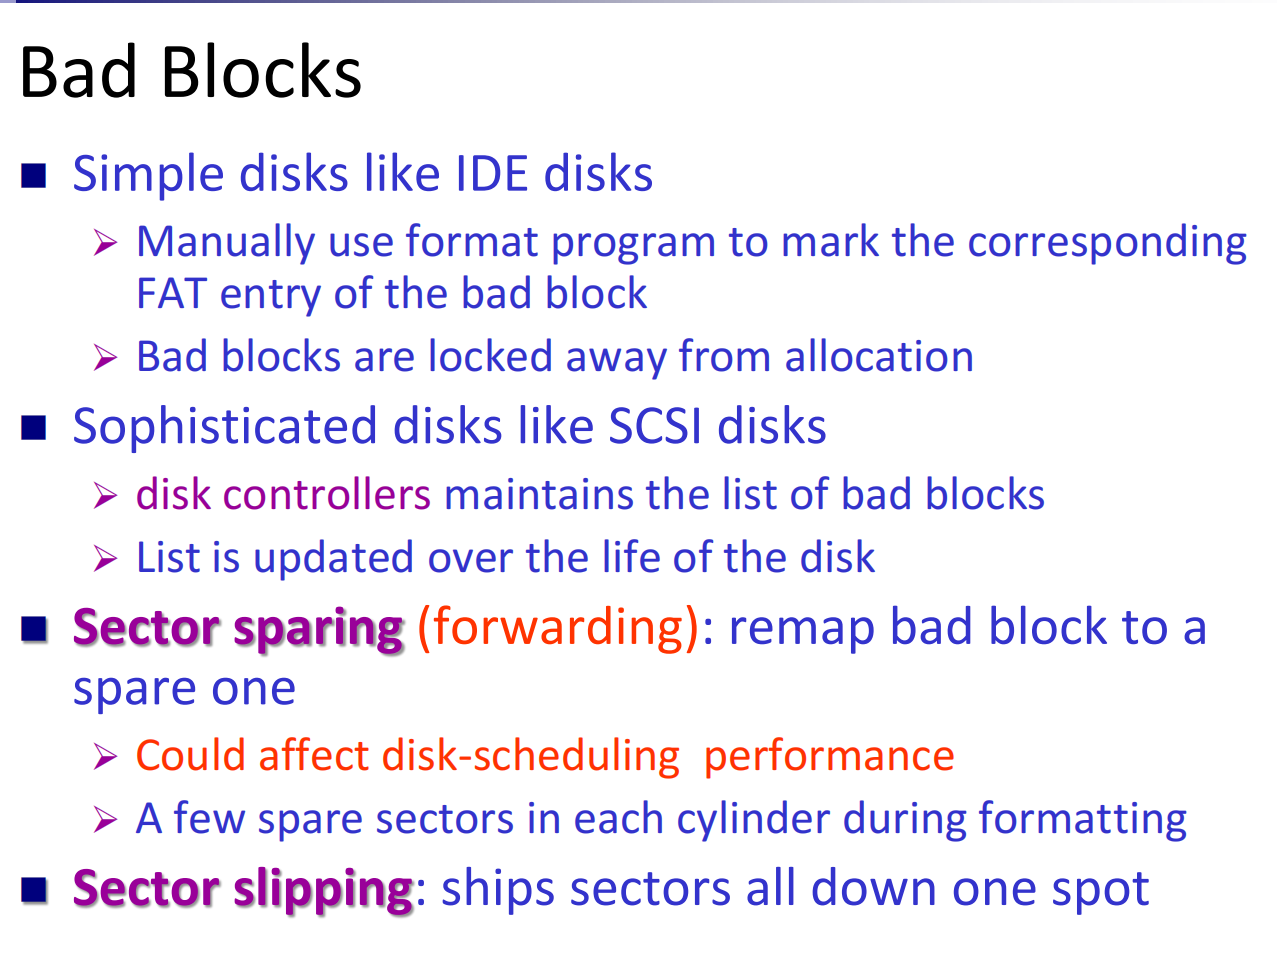 Bad Blocks
Simple disks like IDE disks
Manually use format program to mark the corresponding
FAT entry of the bad block
Bad blocks are locked away from allocation
Sophisticated disks like SCSI disks
disk controllers maintains the list of bad blocks
List is updated over the life of the disk
Sector sparing (forwarding): remap bad block to a
spare one
Could affect disk-scheduling performance
A few spare sectors in each cylinder during formatting
Sector slipping: ships sectors all down one spot